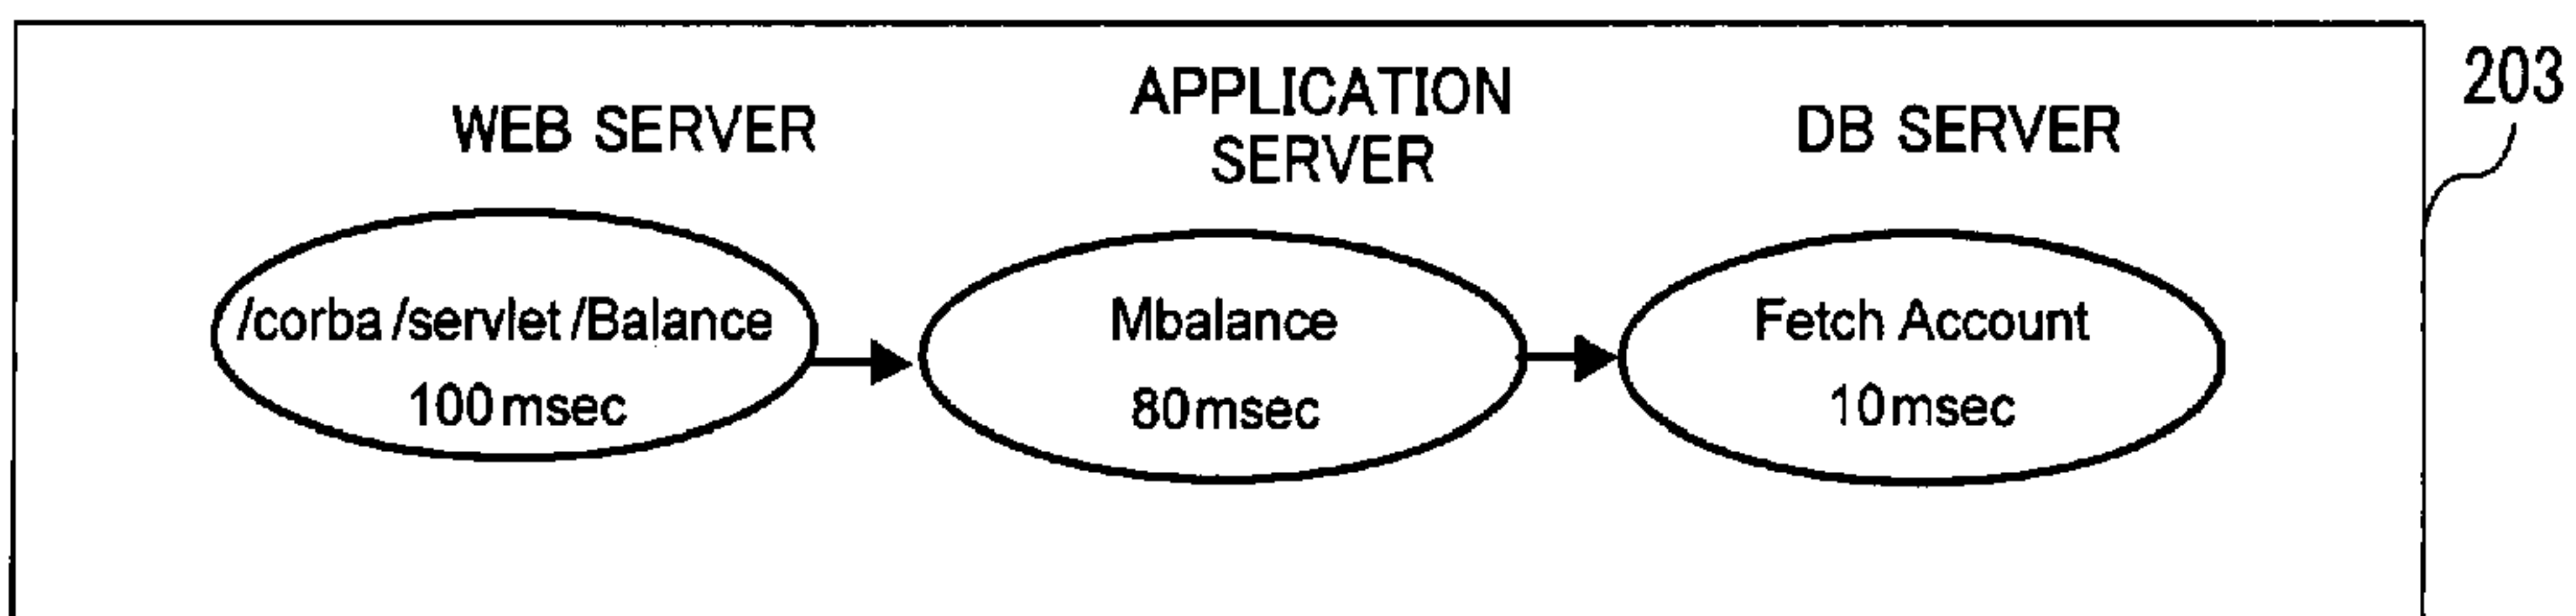 WEB SERVER
APPLICATION
SERVER
DB SERVER
203
/corba /servlet /Balance
100msec
Mbalance
80msec
Fetch Account
10msec